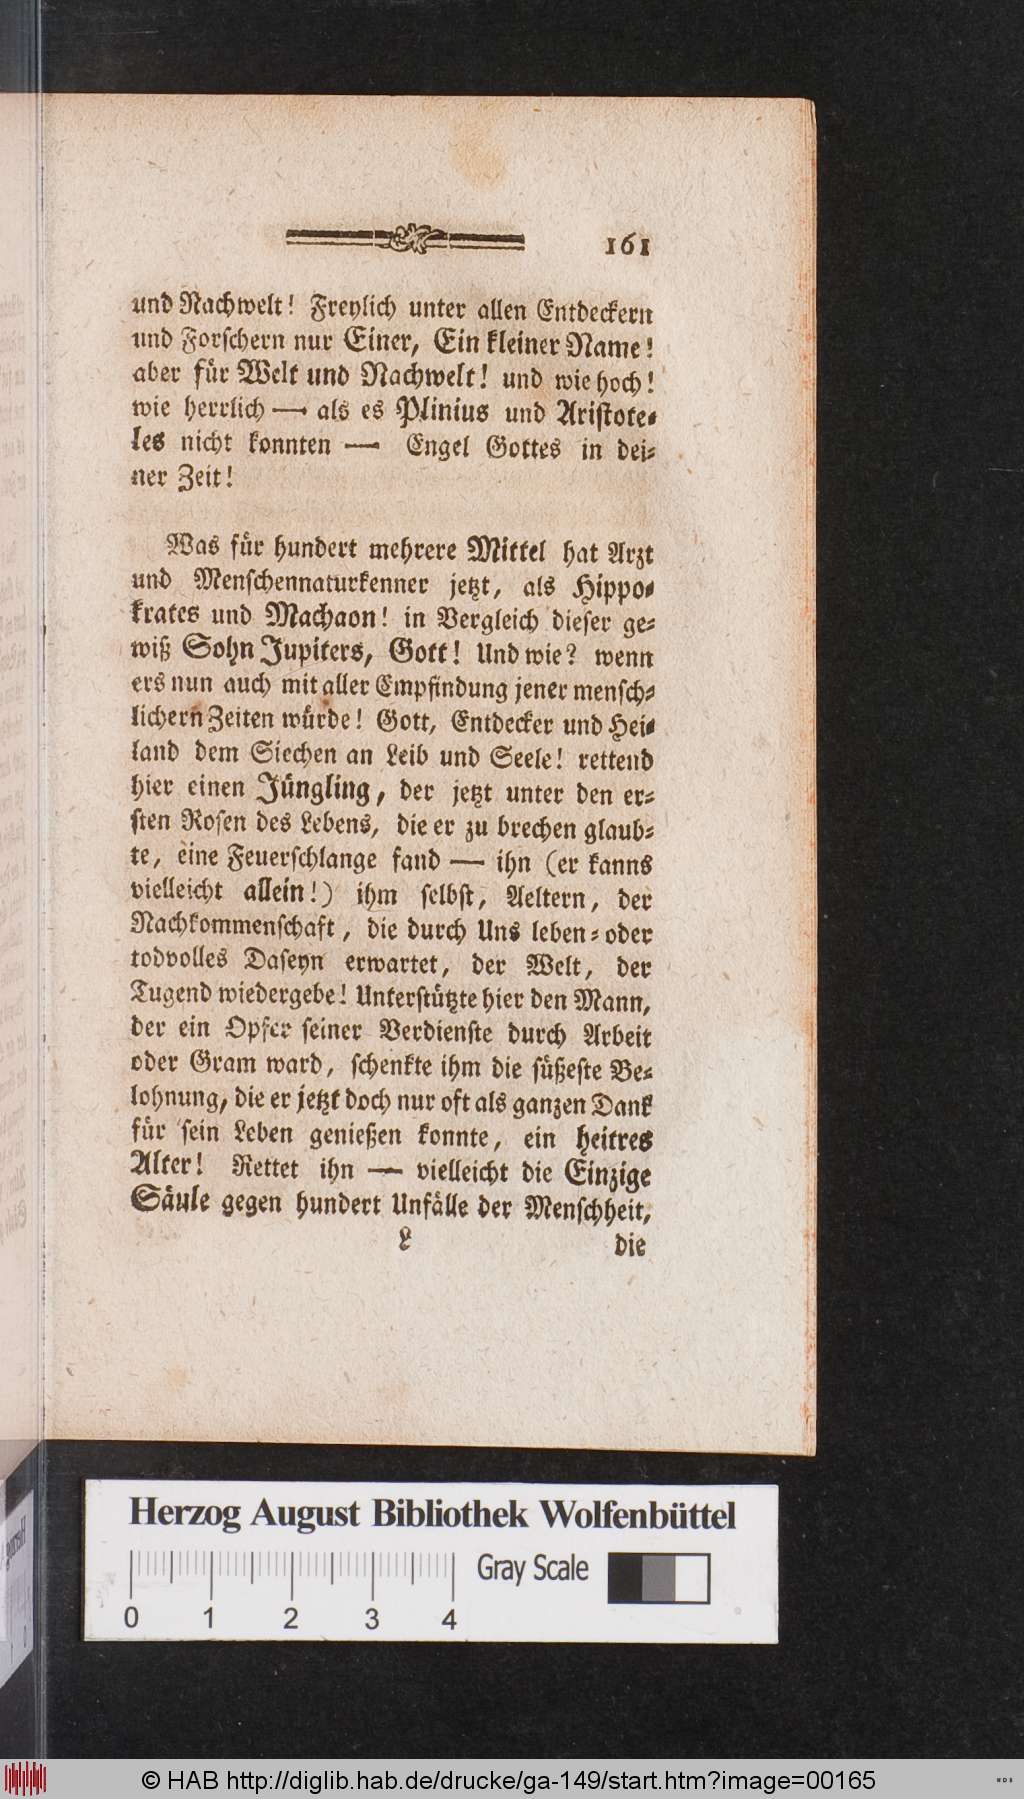 161
und Nachwelt! Freylich unter allen Entdeckern
und Forschern nur Einer, Ein kleiner Name!
aber für Welt und Nachwelt! und wie hoch!
wie herrlich — als es Plinius und Aristote-
les nicht konnten — Engel Gottes in dei-
ner Zeit!
Was für hundert mehrere Mittel hat Arzt
und Menschennaturkenner jetzt, als Hippo-
krates und Machaon! in Vergleich dieser ge-
wiß Sohn Jupiters, Gott! Und wie? wenn
ers nun auch mit aller Empfindung jener mensch-
lichern Zeiten würde! Gott, Entdecker und Hei-
land dem Siechen an Leib und Seele! rettend
hier einen Jüngling, der jetzt unter den er-
sten Rosen des Lebens, die er zu brechen glaub-
te, eine Feuerschlange fand — ihn (er kanns
vielleicht allein!) ihm selbst, Aeltern, der
Nachkommenschaft, die durch Uns leben- oder
todvolles Daseyn erwartet, der Welt, der
Tugend wiedergebe! Unterstützte hier den Mann,
der ein Opfer seiner Verdienste durch Arbeit
oder Gram ward, schenkte ihm die süßeste Be-
lohnung, die er jetzt doch nur oft als ganzen Dank
für sein Leben genießen konnte, ein heitres
Alter! Rettet ihn — vielleicht die Einzige
Säule gegen hundert Unfälle der Menschheit,
L die
Herzog August Bibliothek Wolfenbüttel
Gray Scale
0 1 2 3 4
© HAB http://diglib.hab.de/drucke/ga-149/start.htm?image=00165